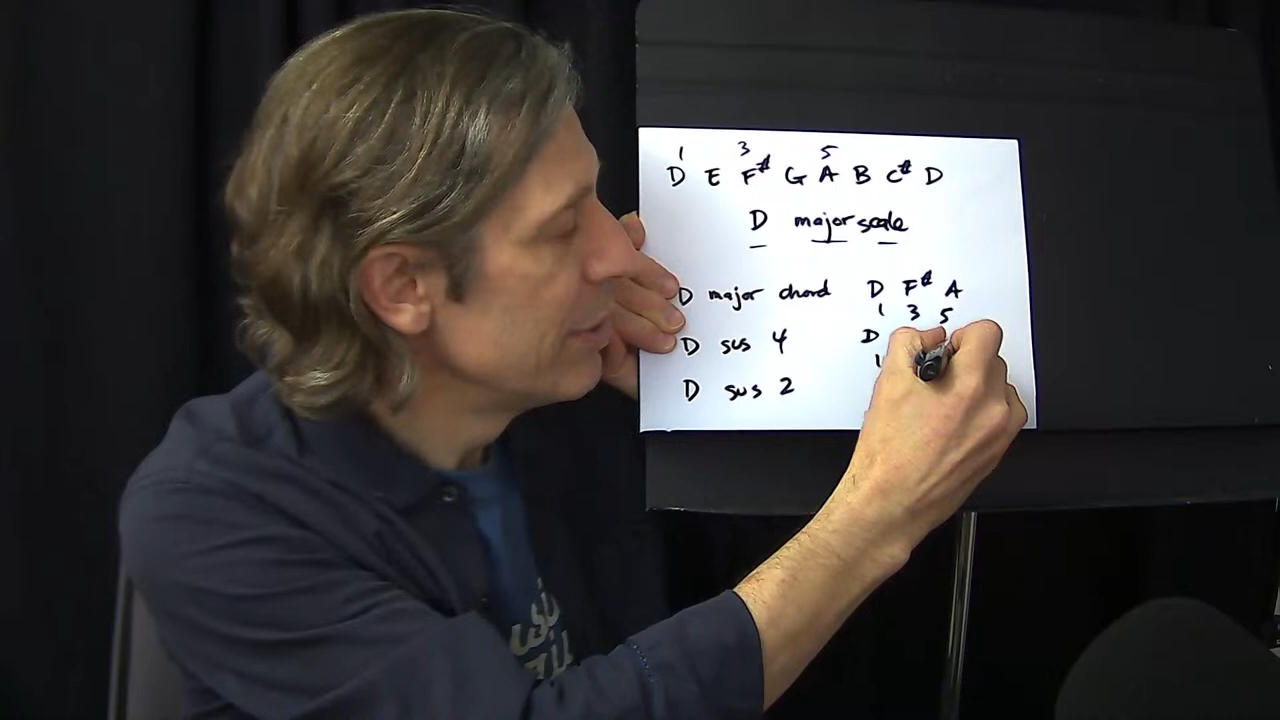 1 3 5
D E F# G A B C# D
D major scale
D major chord D F# A
1 3 5
D sus 4 D
1
D sus 2